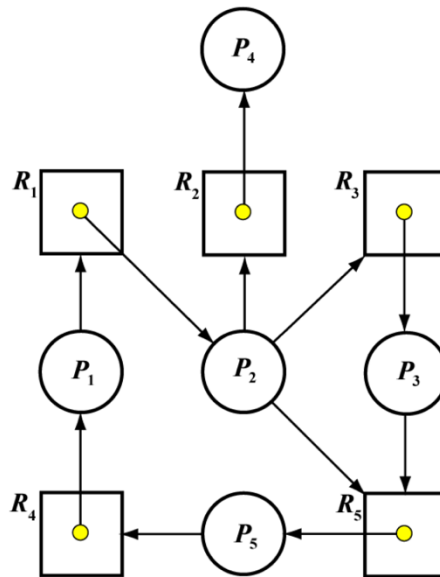 P₄
R₁
R₂
R₃
P₁
P₂
P₃
R₄
P₅
R₅